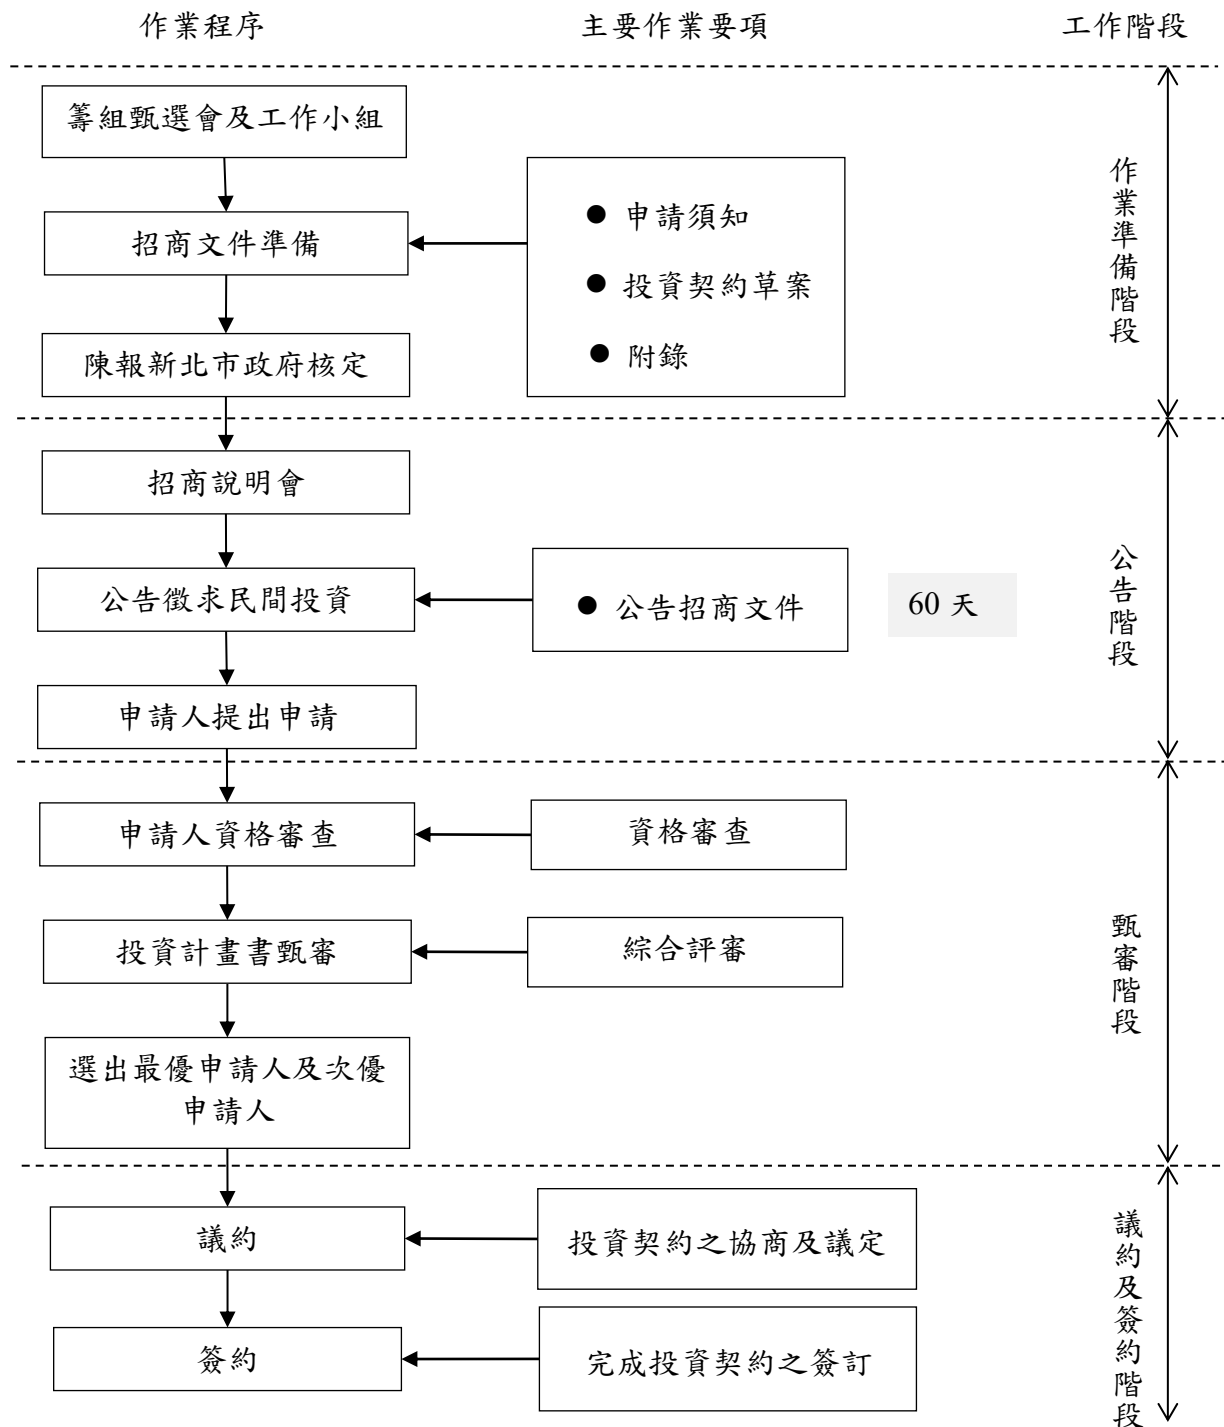 作業程序
主要作業要項
工作階段
籌組甄選會及工作小組
招商文件準備
● 申請須知
● 投資契約草案
● 附錄
陳報新北市政府核定
作業準備階段
招商說明會
公告徵求民間投資
● 公告招商文件
60 天
申請人提出申請
公告階段
申請人資格審查
資格審查
投資計畫書甄審
綜合評審
選出最優申請人及次優
申請人
甄審階段
議約
投資契約之協商及議定
簽約
完成投資契約之簽訂
議約及簽約階段